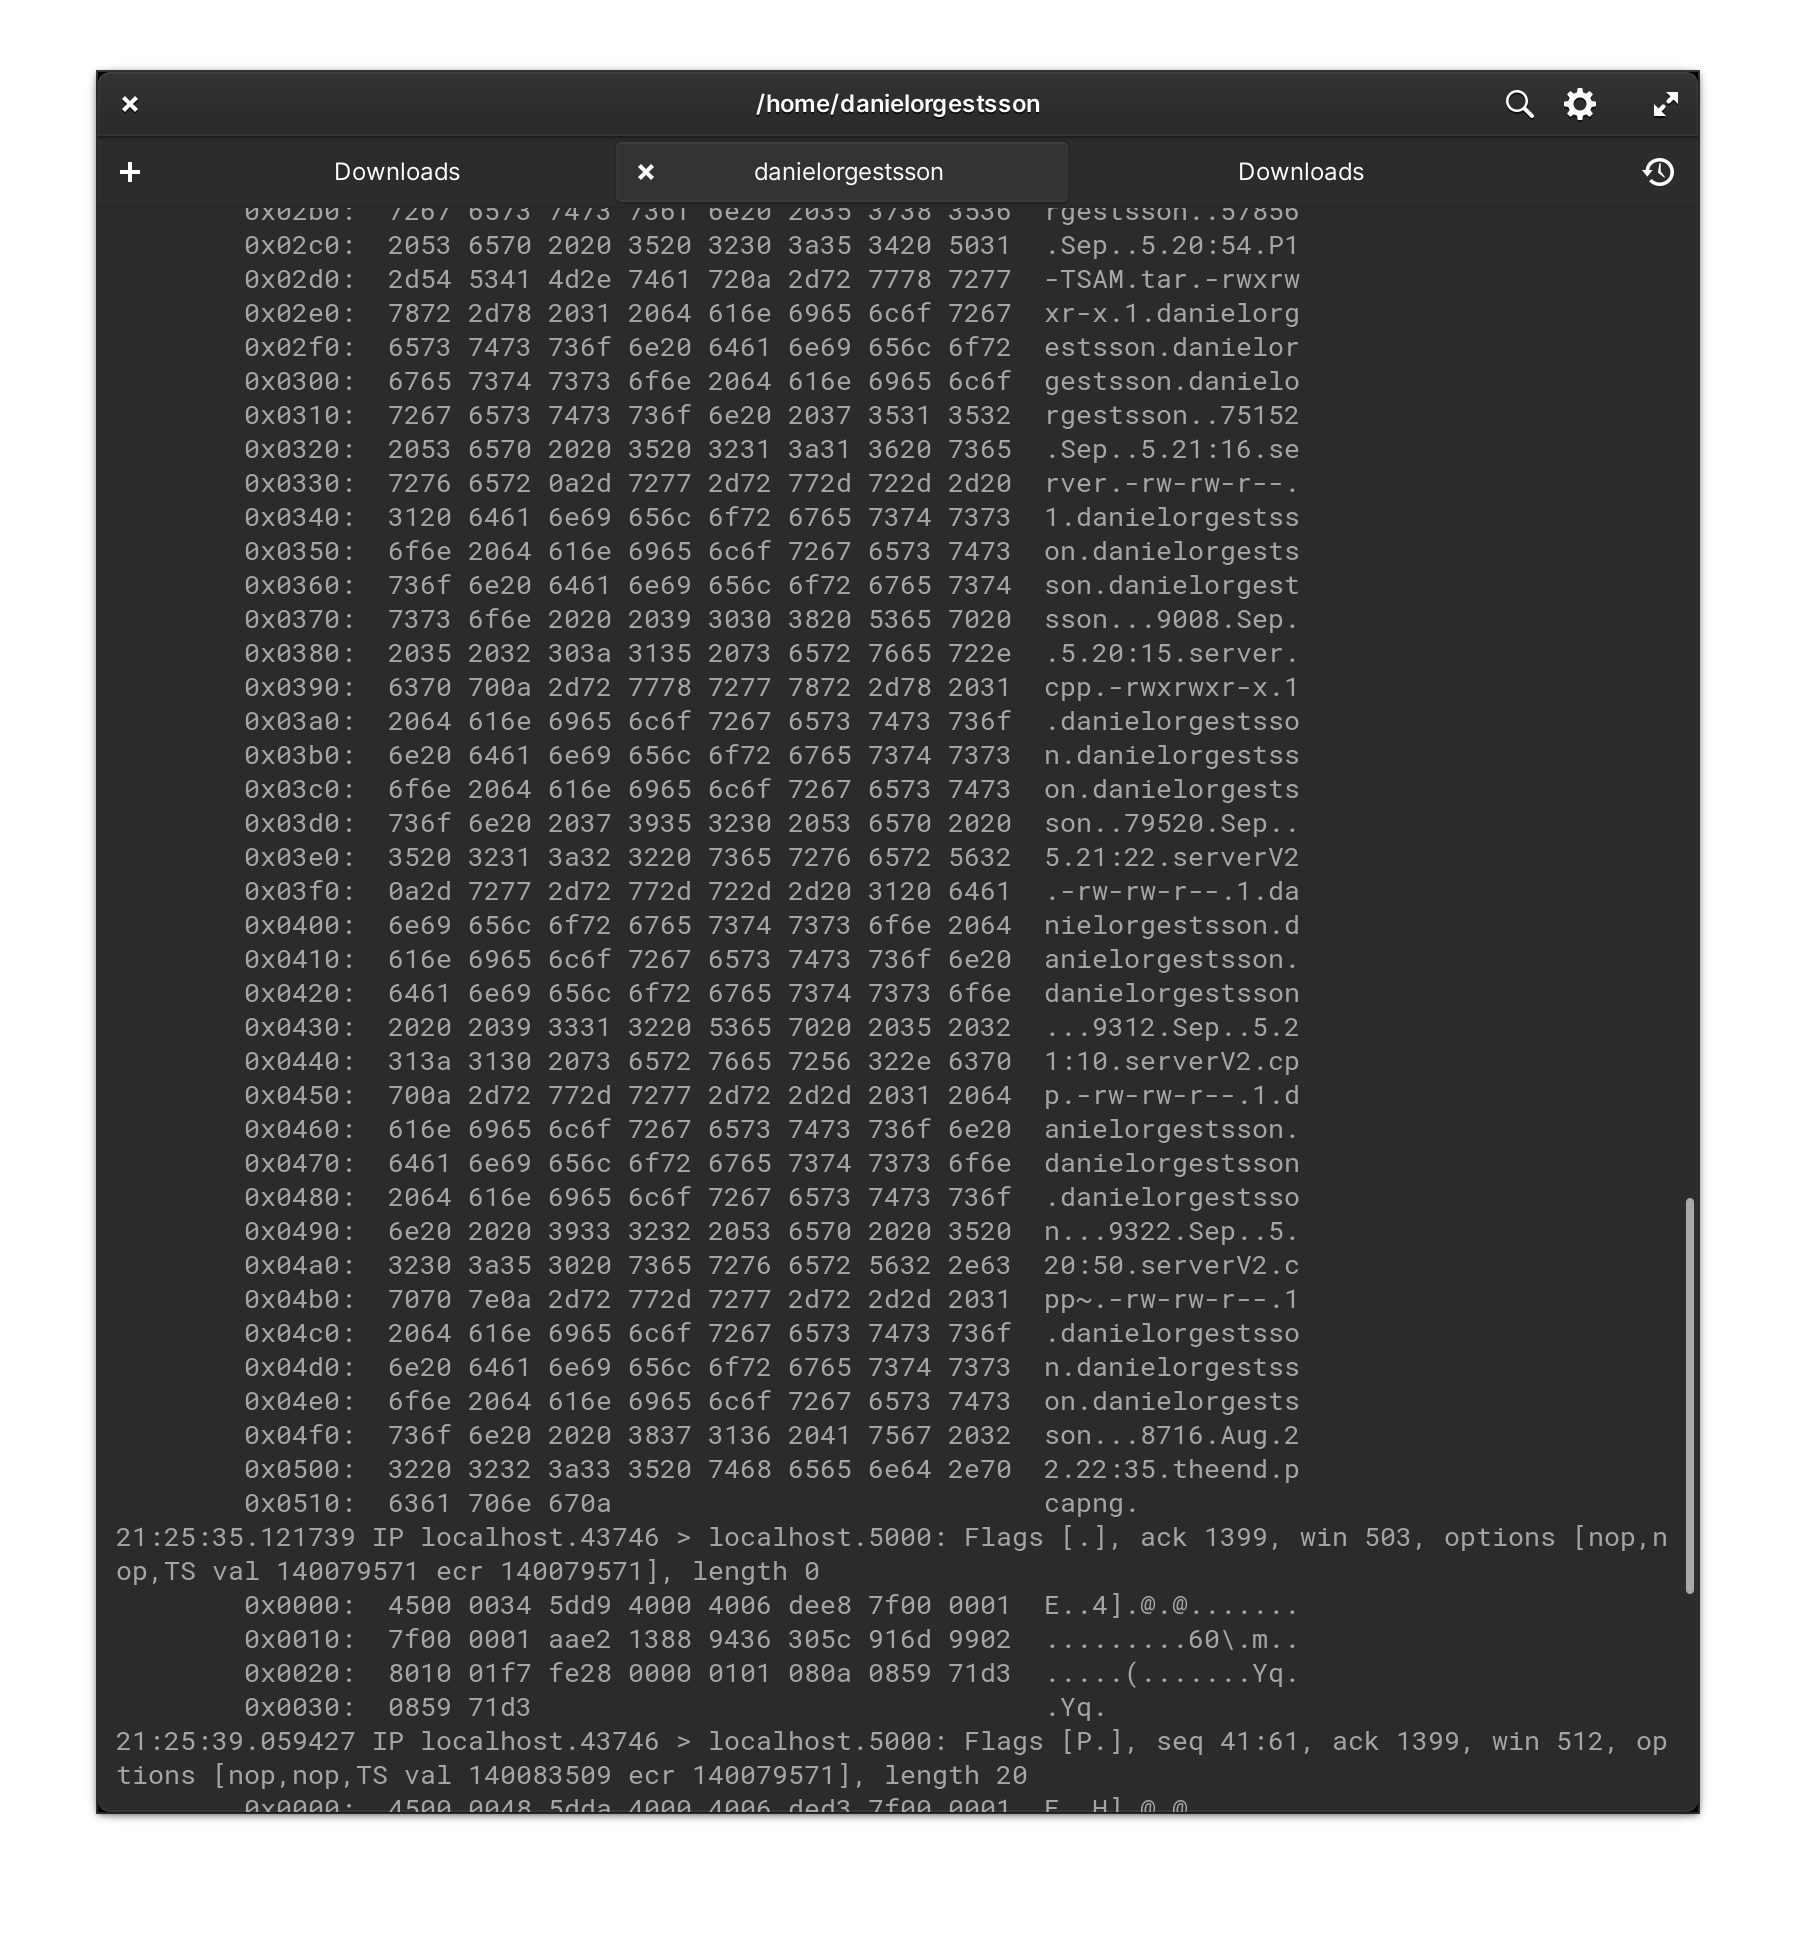 /home/danielorgestsson
Downloads
danielorgestsson
Downloads
0x02b0: 7267 6573 7473 736f 6e20 2035 3738 3536 rgestsson..57856
0x02c0: 2053 6570 2020 3520 3230 3a35 3420 5031 .Sep..5.20:54.P1
0x02d0: 2d54 5341 4d2e 7461 720a 2d72 7778 7277 -TSAM.tar.-rwxrw
0x02e0: 7872 2d78 2031 2064 616e 6965 6c6f 7267 xr-x.1.danielorg
0x02f0: 6573 7473 736f 6e20 6461 6e69 656c 6f72 estsson.danielor
0x0300: 6765 7374 7373 6f6e 2064 616e 6965 6c6f gestsson.danielo
0x0310: 7267 6573 7473 736f 6e20 2037 3531 3532 rgestsson..75152
0x0320: 2053 6570 2020 3520 3231 3a31 3620 7365 .Sep..5.21:16.se
0x0330: 7276 6572 0a2d 7277 2d72 772d 722d 2d20 rver.-rw-rw-r--.
0x0340: 3120 6461 6e69 656c 6f72 6765 7374 7373 1.danielorgestss
0x0350: 6f6e 2064 616e 6965 6c6f 7267 6573 7473 on.danielorgests
0x0360: 736f 6e20 6461 6e69 656c 6f72 6765 7374 son.danielorgest
0x0370: 7373 6f6e 2020 2039 3030 3820 5365 7020 sson...9008.Sep.
0x0380: 2035 2032 303a 3135 2073 6572 7665 722e .5.20:15.server.
0x0390: 6370 700a 2d72 7778 7277 7872 2d78 2031 cpp.-rwxrwxr-x.1
0x03a0: 2064 616e 6965 6c6f 7267 6573 7473 736f .danielorgestsso
0x03b0: 6e20 6461 6e69 656c 6f72 6765 7374 7373 n.danielorgestss
0x03c0: 6f6e 2064 616e 6965 6c6f 7267 6573 7473 on.danielorgests
0x03d0: 736f 6e20 2037 3935 3230 2053 6570 2020 son..79520.Sep..
0x03e0: 3520 3231 3a32 3220 7365 7276 6572 5632 5.21:22.serverV2
0x03f0: 0a2d 7277 2d72 772d 722d 2d20 3120 6461 .-rw-rw-r--.1.da
0x0400: 6e69 656c 6f72 6765 7374 7373 6f6e 2064 nielorgestsson.d
0x0410: 616e 6965 6c6f 7267 6573 7473 736f 6e20 anielorgestsson.
0x0420: 6461 6e69 656c 6f72 6765 7374 7373 6f6e danielorgestsson
0x0430: 2020 2039 3331 3220 5365 7020 2035 2032 ...9312.Sep..5.2
0x0440: 313a 3130 2073 6572 7665 7256 322e 6370 1:10.serverV2.cp
0x0450: 700a 2d72 772d 7277 2d72 2d2d 2031 2064 p.-rw-rw-r--.1.d
0x0460: 616e 6965 6c6f 7267 6573 7473 736f 6e20 anielorgestsson.
0x0470: 6461 6e69 656c 6f72 6765 7374 7373 6f6e danielorgestsson
0x0480: 2064 616e 6965 6c6f 7267 6573 7473 736f .danielorgestsso
0x0490: 6e20 2020 3933 3232 2053 6570 2020 3520 n...9322.Sep..5.
0x04a0: 3230 3a35 3020 7365 7276 6572 5632 2e63 20:50.serverV2.c
0x04b0: 7070 7e0a 2d72 772d 7277 2d72 2d2d 2031 pp~.-rw-rw-r--.1
0x04c0: 2064 616e 6965 6c6f 7267 6573 7473 736f .danielorgestsso
0x04d0: 6e20 6461 6e69 656c 6f72 6765 7374 7373 n.danielorgestss
0x04e0: 6f6e 2064 616e 6965 6c6f 7267 6573 7473 on.danielorgests
0x04f0: 736f 6e20 2020 3837 3136 2041 7567 2032 son...8716.Aug.2
0x0500: 3220 3232 3a33 3520 7468 6565 6e64 2e70 2.22:35.theend.p
0x0510: 6361 706e 670a capng.
21:25:35.121739 IP localhost.43746 > localhost.5000: Flags [.], ack 1399, win 503, options [nop,n
op,TS val 140079571 ecr 140079571], length 0
0x0000: 4500 0034 5dd9 4000 4006 dee8 7f00 0001 E..4].@.@.......
0x0010: 7f00 0001 aae2 1388 9436 305c 916d 9902 .........60\.m..
0x0020: 8010 01f7 fe28 0000 0101 080a 0859 71d3 .....(.......Yq.
0x0030: 0859 71d3 .Yq.
21:25:39.059427 IP localhost.43746 > localhost.5000: Flags [P.], seq 41:61, ack 1399, win 512, op
tions [nop,nop,TS val 140083509 ecr 140079571], length 20
0x0000: 4500 0048 5dda 4000 4006 ded3 7f00 0001 E..H].@.@.......